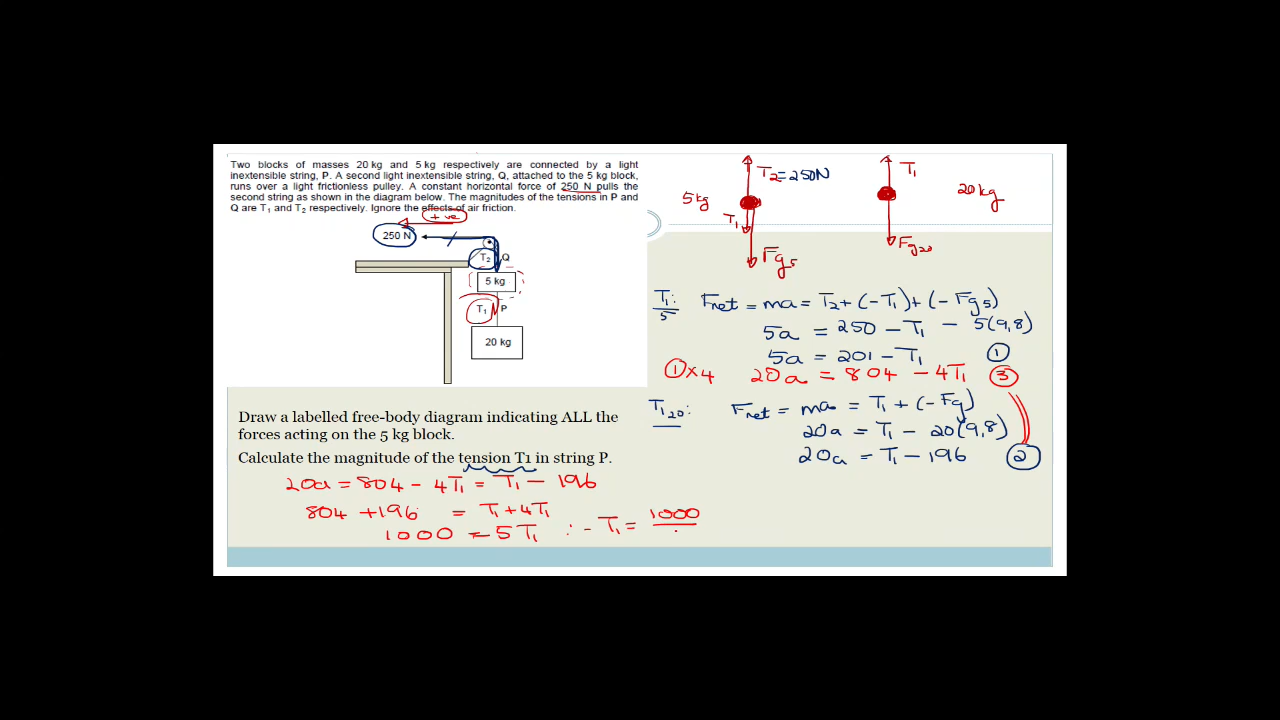 Two blocks of masses 20 kg and 5 kg respectively are connected by a light
inextensible string, P. A second light inextensible string, Q, attached to the 5 kg block,
runs over a light frictionless pulley. A constant horizontal force of 250 N pulls the
second string as shown in the diagram below. The magnitudes of the tensions in P and
Q are T₁ and T₂ respectively. Ignore the effects of air friction.
+ ve
250 N
T₂ Q
5 kg
T₁ P
20 kg
Draw a labelled free-body diagram indicating ALL the
forces acting on the 5 kg block.
Calculate the magnitude of the tension T1 in string P.
20a = 804 - 4T₁ = T₁ - 196
804 + 196 = T₁ + 4T₁
1000 = 5T₁ ∴ T₁ = 1000
T₂ = 250N
5kg
T₁
Fg₅
T₁
20kg
Fg₂₀
T₁: Fnet = ma = T₂ + (-T₁) + (-Fg₅)
5
5a = 250 - T₁ - 5(9,8)
5a = 201 - T₁ ①
①×4 20a = 804 - 4T₁ ③
T₁₂₀: Fnet = ma = T₁ + (-Fg)
20a = T₁ - 20(9,8)
20a = T₁ - 196 ②